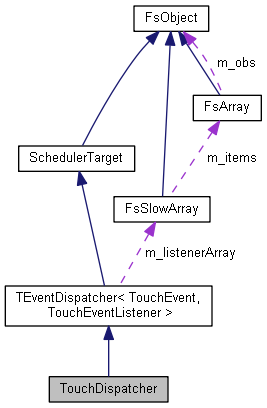 FsObject
m_obs
FsArray
SchedulerTarget
m_items
FsSlowArray
m_listenerArray
TEventDispatcher< TouchEvent,
TouchEventListener >
TouchDispatcher